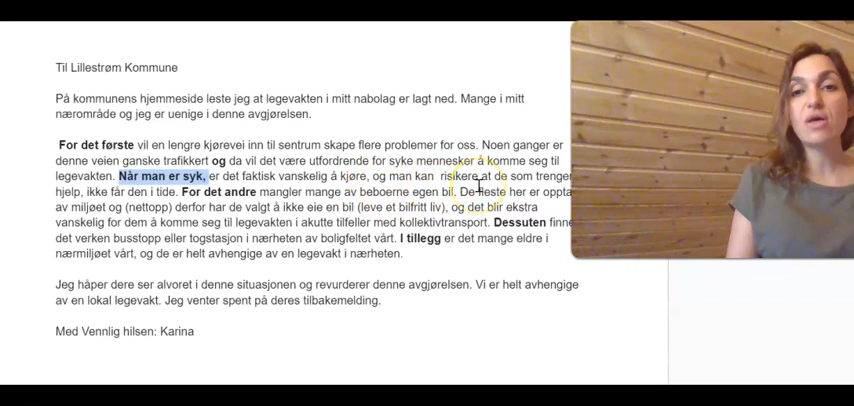 Til Lillestrøm Kommune
På kommunens hjemmeside leste jeg at legevakten i mitt nabolag er lagt ned. Mange i mitt
nærområde og jeg er uenige i denne avgjørelsen.
For det første vil en lengre kjørevei inn til sentrum skape flere problemer for oss. Noen ganger er
denne veien ganske trafikkert og da vil det være utfordrende for syke mennesker å komme seg til
legevakten. Når man er syk, er det faktisk vanskelig å kjøre, og man kan risikere at de som trenger
hjelp, ikke får den i tide. For det andre mangler mange av beboerne egen bil. De fleste her er
av miljøet og (nettopp) derfor har de valgt å ikke eie en bil (leve et bilfritt liv), og det blir ekstra
vanskelig for dem å komme seg til legevakten i akutte tilfeller med kollektivtransport. Dessuten
det verken busstopp eller togstasjon i nærheten av boligfeltet vårt. I tillegg er det mange eldre i
nærmiljøet vårt, og de er helt avhengige av en legevakt i nærheten.
Jeg håper dere ser alvoret i denne situasjonen og revurderer denne avgjørelsen. Vi er helt avhengige
av en lokal legevakt. Jeg venter spent på deres tilbakemelding.
Med Vennlig hilsen: Karina